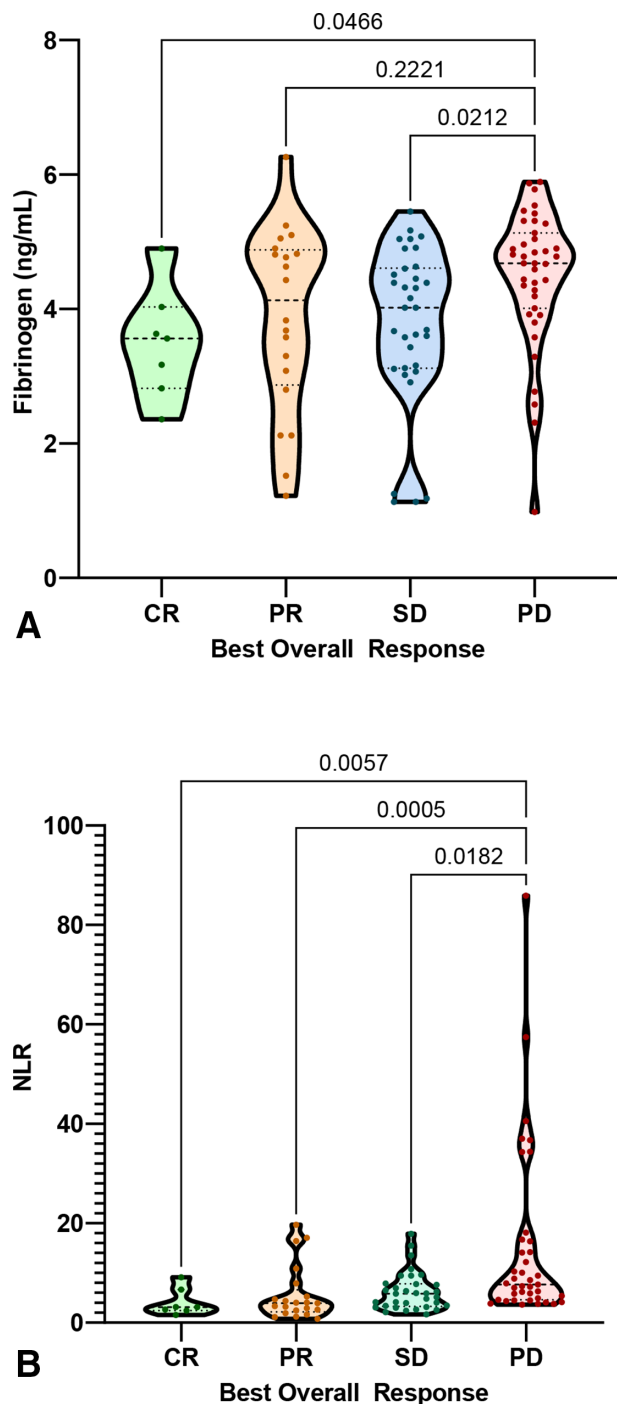 0.0466
0.2221
0.0212
8
6
4
2
0
Fibrinogen (ng/mL)
CR PR SD PD
Best Overall Response
A
0.0057
0.0005
0.0182
100
80
60
40
20
0
NLR
CR PR SD PD
Best Overall Response
B